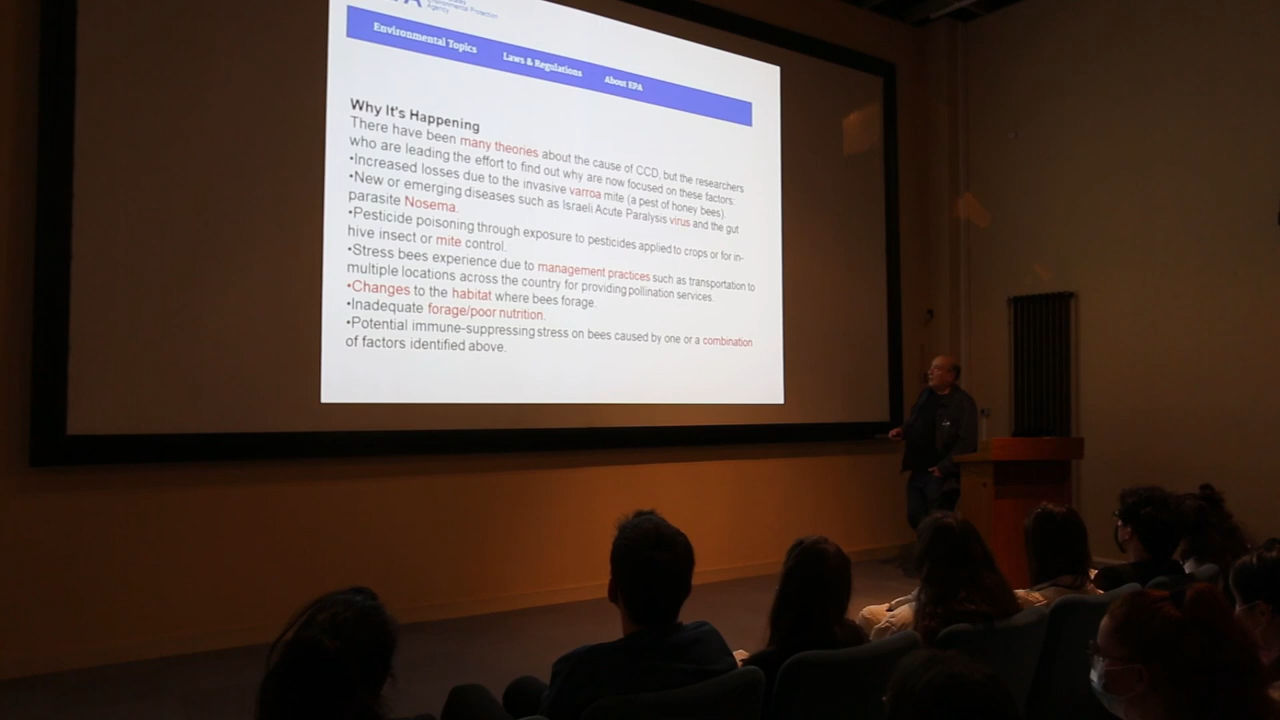 Environmental Protection
Agency
Environmental Topics Laws & Regulations About EPA
Why It's Happening
There have been many theories about the cause of CCD, but the researchers
who are leading the effort to find out why are now focused on these factors:
•Increased losses due to the invasive varroa mite (a pest of honey bees).
•New or emerging diseases such as Israeli Acute Paralysis virus and the gut
parasite Nosema.
•Pesticide poisoning through exposure to pesticides applied to crops or for in-
hive insect or mite control.
•Stress bees experience due to management practices such as transportation to
multiple locations across the country for providing pollination services.
•Changes to the habitat where bees forage.
•Inadequate forage/poor nutrition.
•Potential immune-suppressing stress on bees caused by one or a combination
of factors identified above.